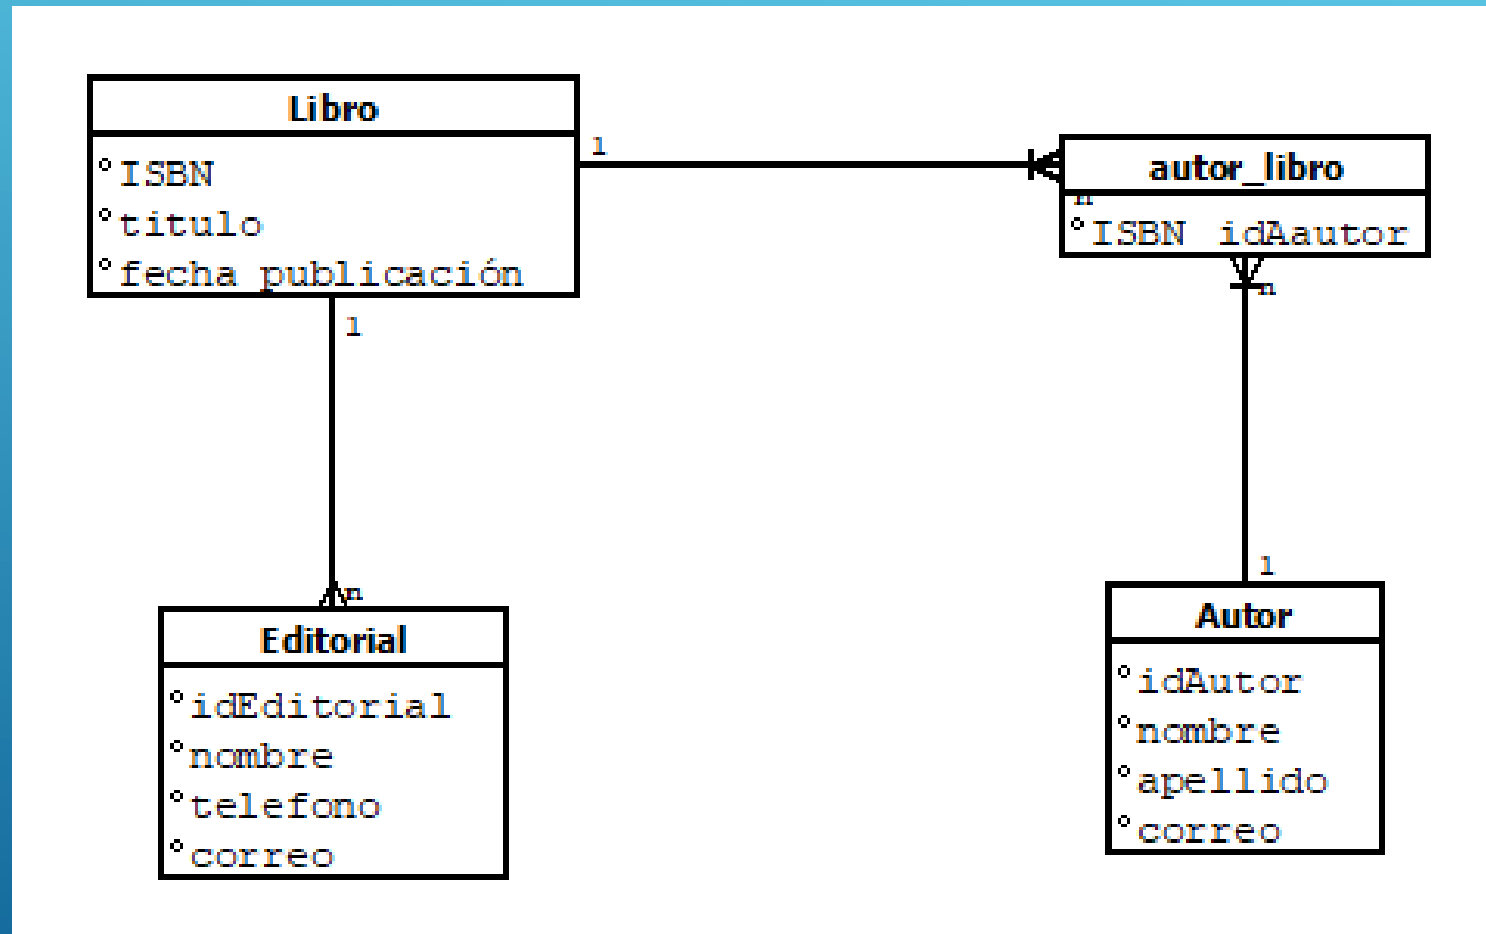 Libro
ISBN
titulo
fecha publicación
1
1
autor_libro
n
ISBN idAautor
n
1
Editorial
n
idEditorial
nombre
telefono
correo
Autor
idAutor
nombre
apellido
correo